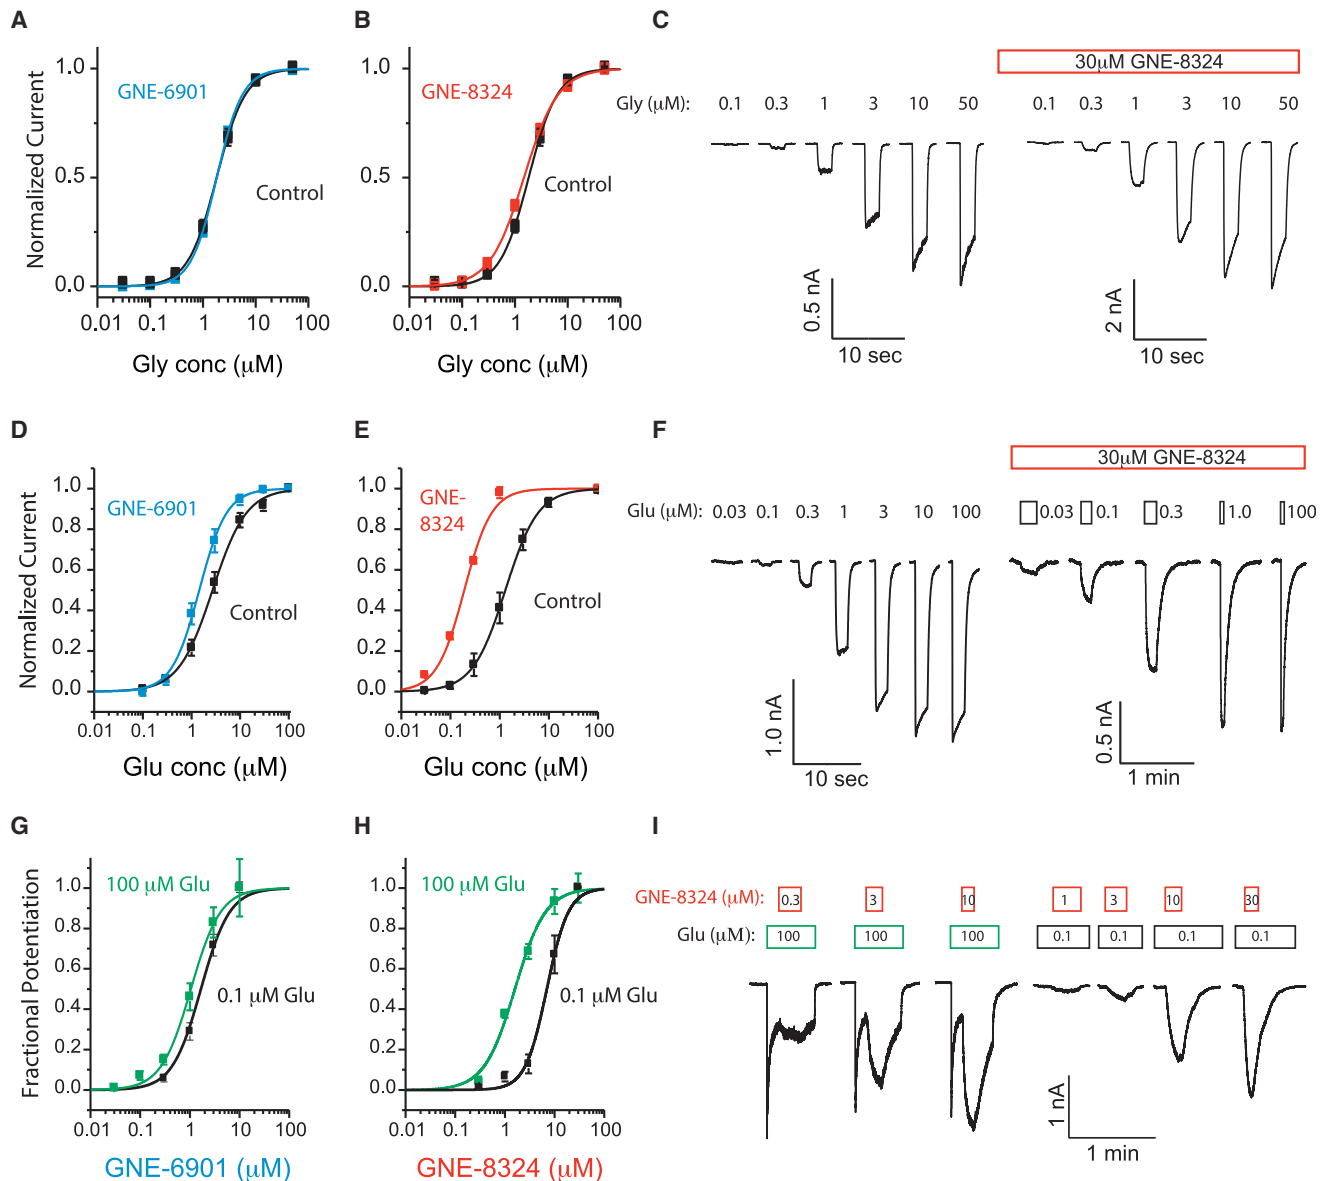 A
B
C
Normalized Current
1.0
0.5
0.0
GNE-6901
Control
0.01 0.1 1 10 100
Gly conc (μM)
1.0
0.5
0.0
GNE-8324
Control
0.01 0.1 1 10 100
Gly conc (μM)
30μM GNE-8324
Gly (μM): 0.1 0.3 1 3 10 50 0.1 0.3 1 3 10 50
0.5 nA
10 sec
2 nA
10 sec
D
E
F
Normalized Current
1.0
0.8
0.6
0.4
0.2
0.0
GNE-6901
Control
0.01 0.1 1 10 100
Glu conc (μM)
1.0
0.8
0.6
0.4
0.2
0.0
GNE-
8324
Control
0.01 0.1 1 10 100
Glu conc (μM)
30μM GNE-8324
Glu (μM): 0.03 0.1 0.3 1 3 10 100 0.03 0.1 0.3 1.0 100
1.0 nA
10 sec
0.5 nA
1 min
G
H
I
Fractional Potentiation
1.0
0.8
0.6
0.4
0.2
0.0
100 μM Glu
0.1 μM Glu
0.01 0.1 1 10 100
GNE-6901 (μM)
1.0
0.8
0.6
0.4
0.2
0.0
100 μM Glu
0.1 μM Glu
0.01 0.1 1 10 100
GNE-8324 (μM)
GNE-8324 (μM): 0.3 3 10 1 3 10 30
Glu (μM): 100 100 100 0.1 0.1 0.1 0.1
1 nA
1 min